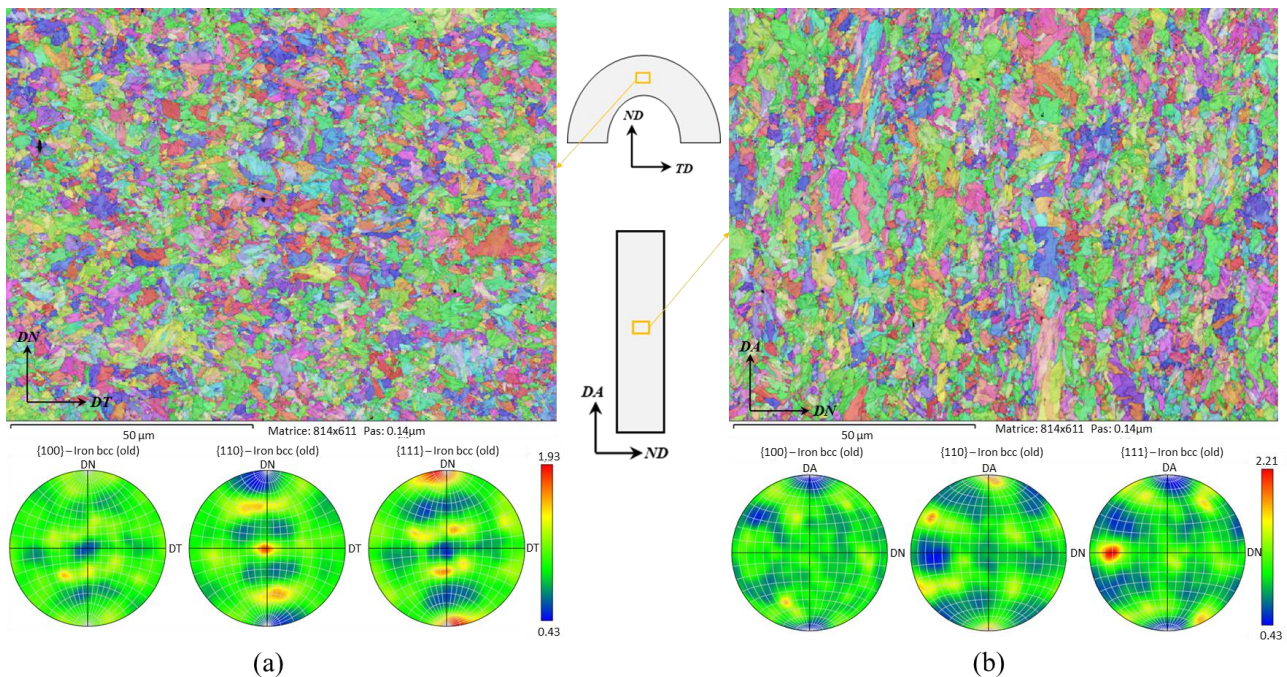 DN
DT
50 µm
Matrice: 814x611 Pas: 0.14µm
{100} – Iron bcc (old)
{110} – Iron bcc (old)
{111} – Iron bcc (old)
DN
DN
DN
DT
DT
DT
1.93
0.43
(a)
ND
TD
DA
ND
DA
DN
50 µm
Matrice: 814x611 Pas: 0.14µm
{100} – Iron bcc (old)
{110} – Iron bcc (old)
{111} – Iron bcc (old)
DA
DA
DA
DN
DN
DN
2.21
0.43
(b)